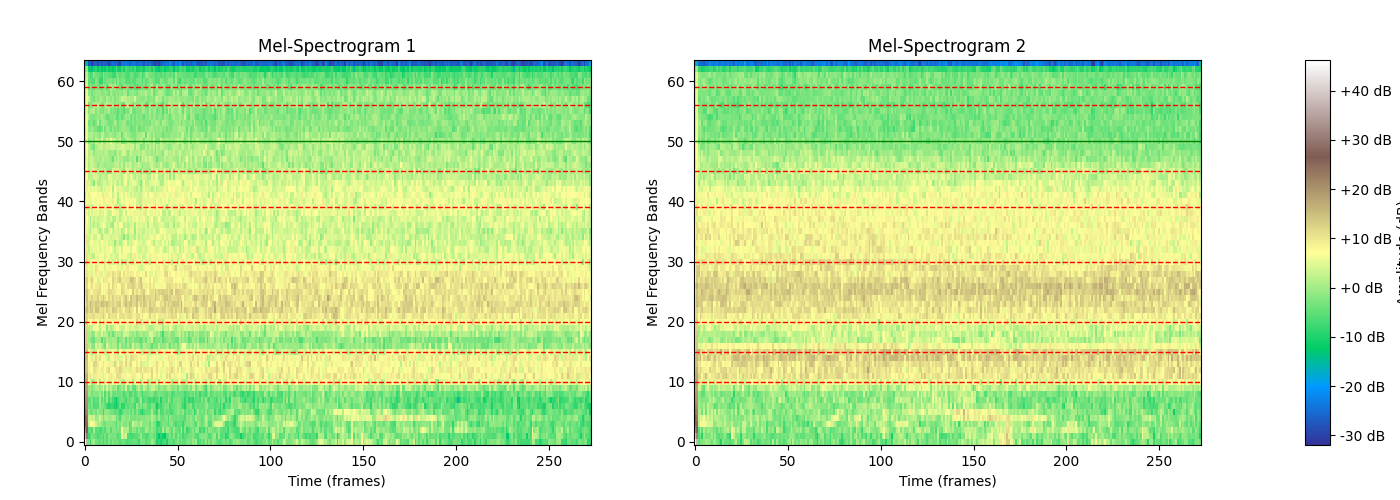 Mel-Spectrogram 1
Mel Frequency Bands
60
50
40
30
20
10
0
0 50 100 150 200 250
Time (frames)
Mel-Spectrogram 2
Mel Frequency Bands
60
50
40
30
20
10
0
0 50 100 150 200 250
Time (frames)
+40 dB
+30 dB
+20 dB
+10 dB
+0 dB
-10 dB
-20 dB
-30 dB